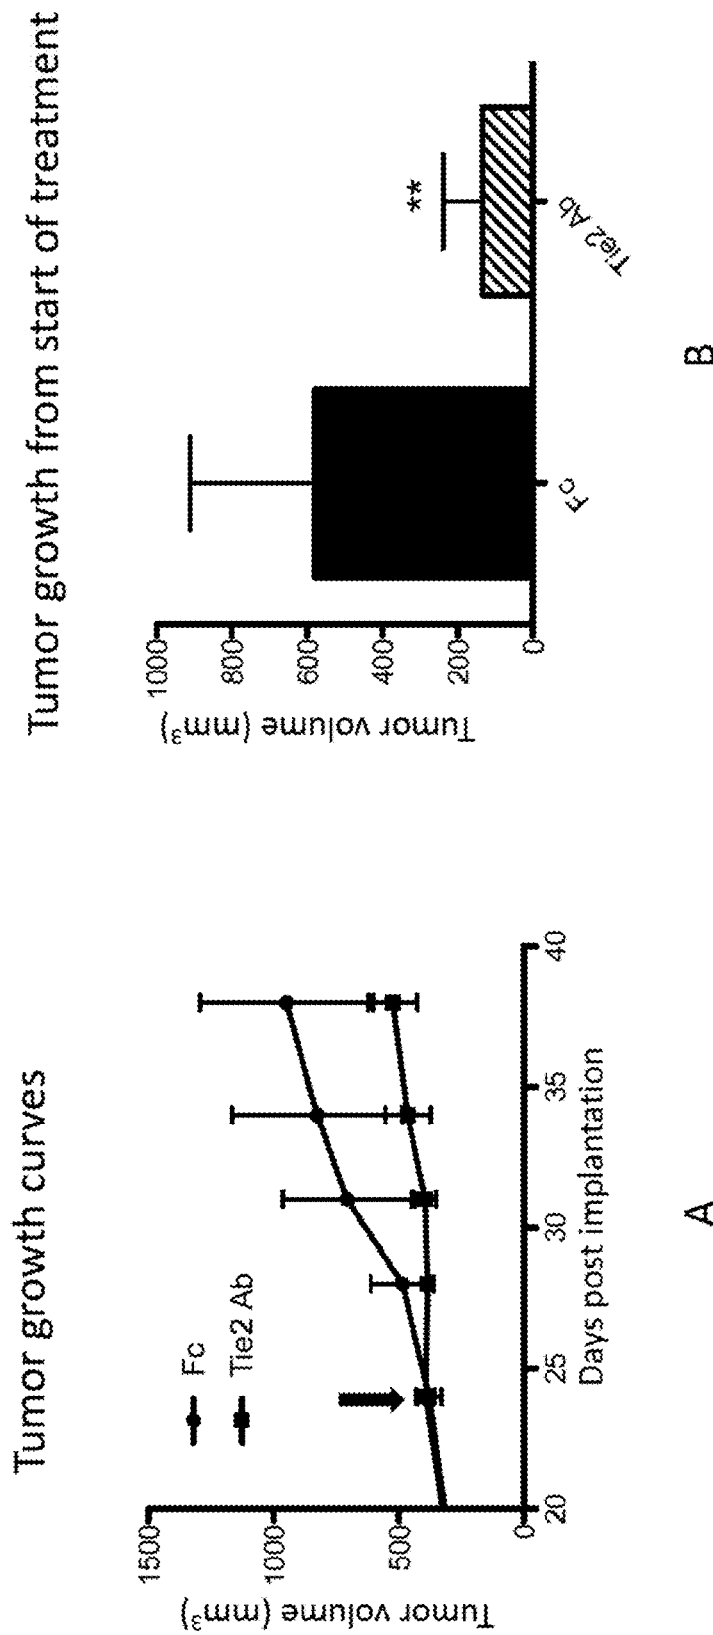 Tumor growth curves
Tumor volume (mm³)
1500
1000
500
0
Fc
Tie2 Ab
20
25
30
35
40
Days post implantation
A
Tumor growth from start of treatment
Tumor volume (mm³)
1000
800
600
400
200
0
**
Fc
Tie2 Ab
B